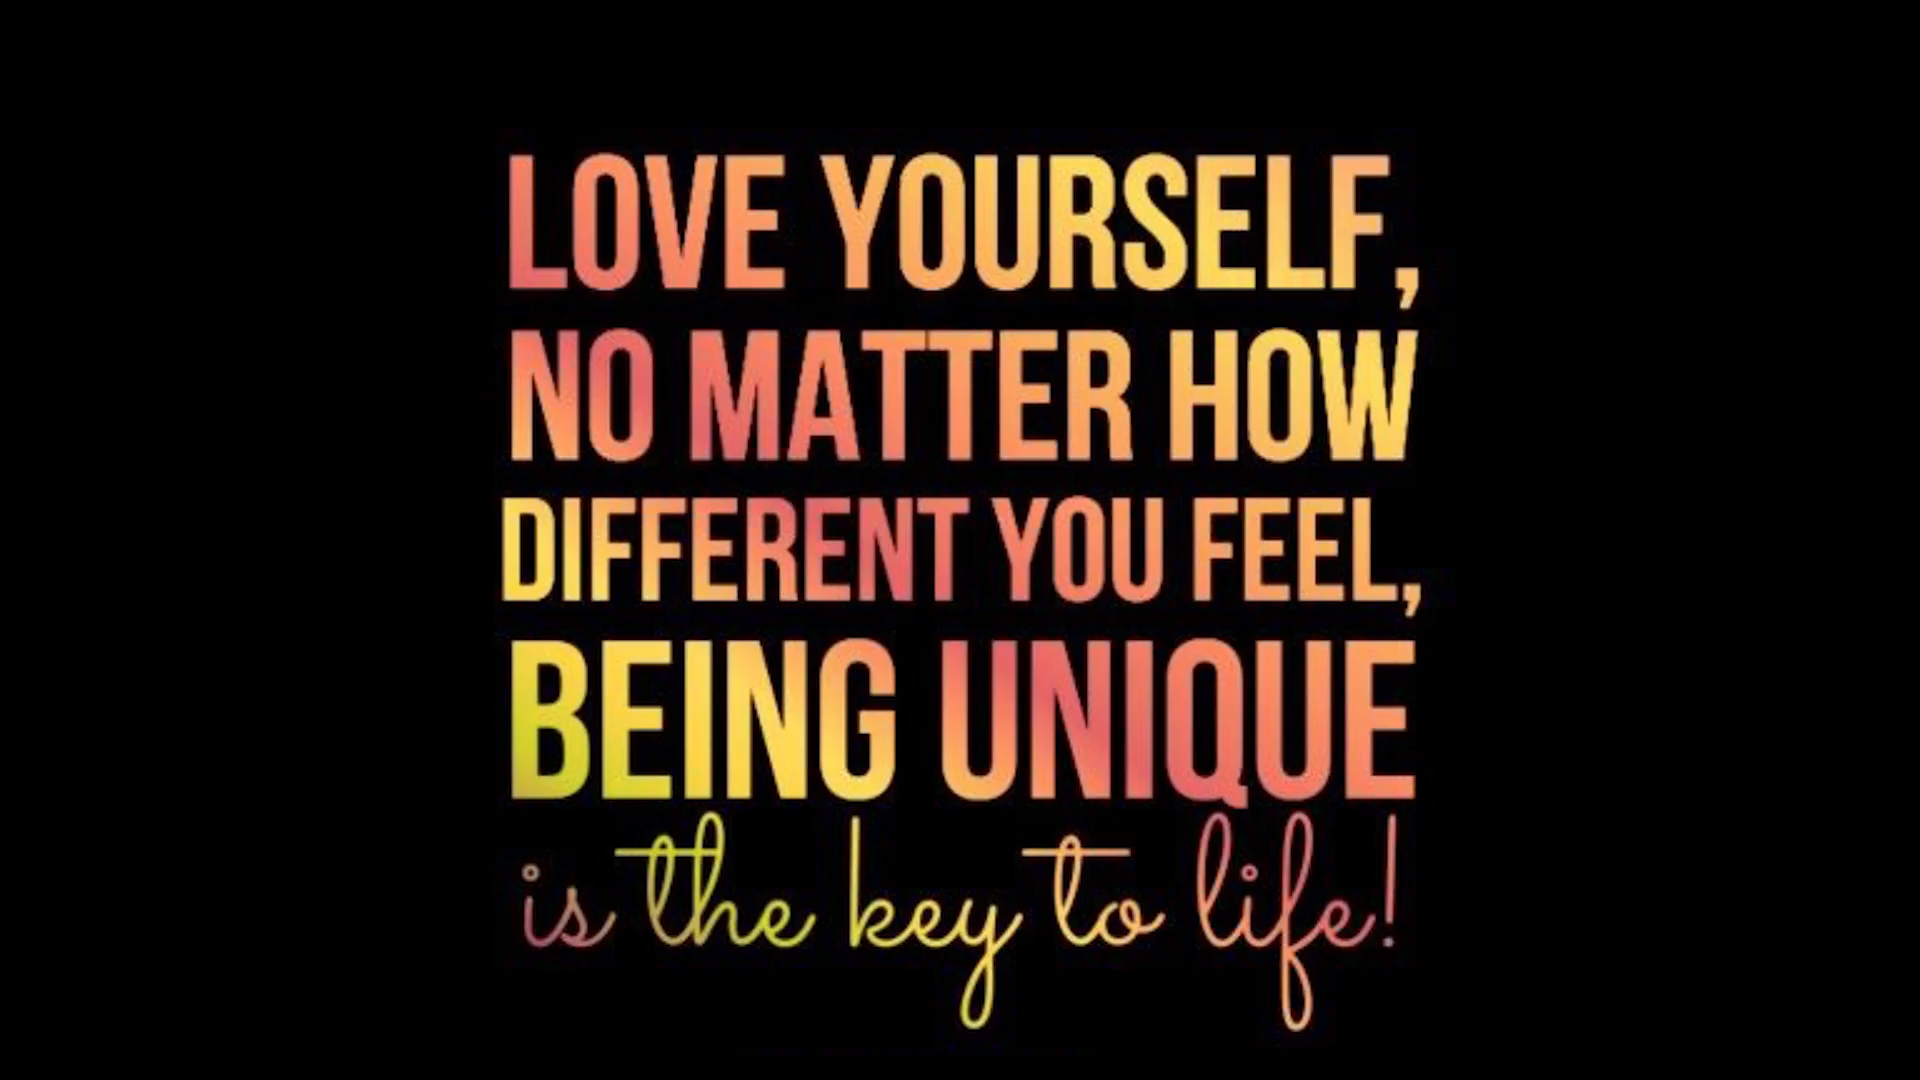 LOVE YOURSELF,
NO MATTER HOW
DIFFERENT YOU FEEL,
BEING UNIQUE
is the key to life!